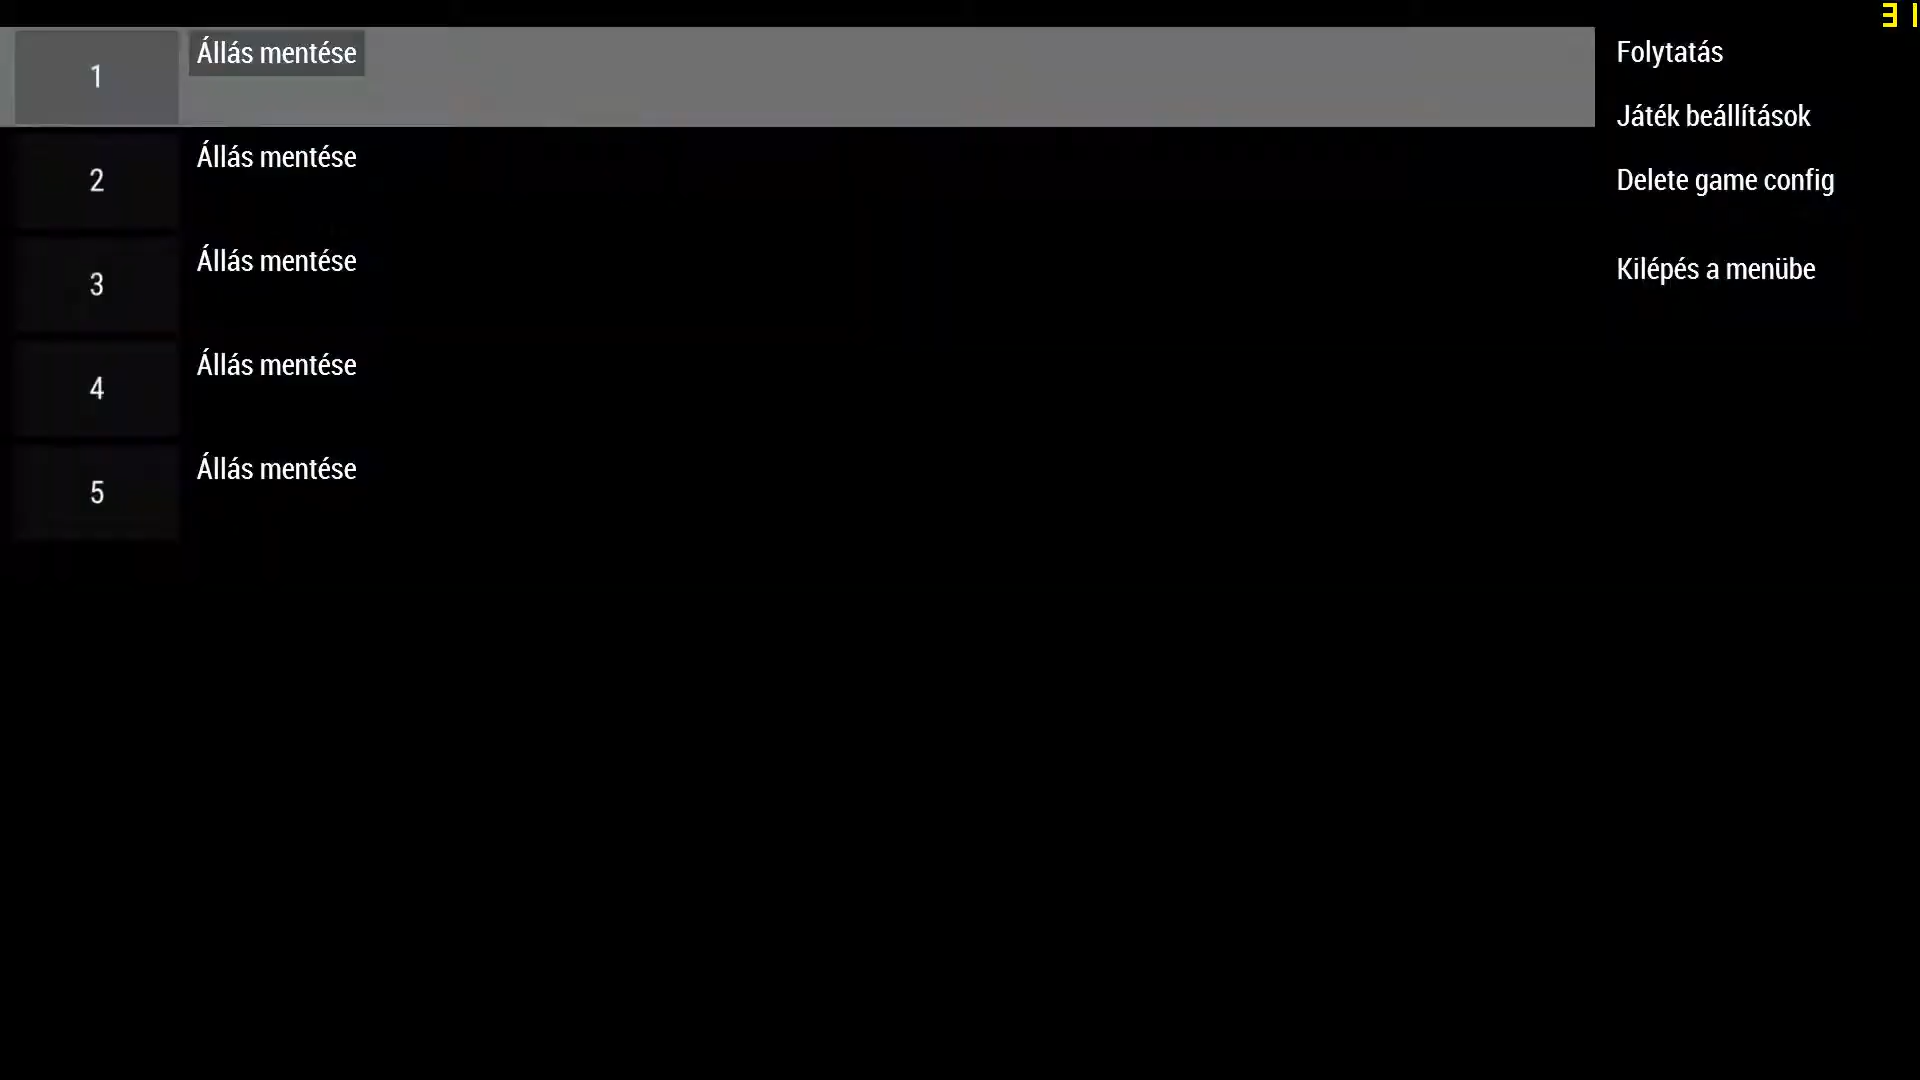 31
1
Állás mentése
2
Állás mentése
3
Állás mentése
4
Állás mentése
5
Állás mentése
Folytatás
Játék beállítások
Delete game config
Kilépés a menübe